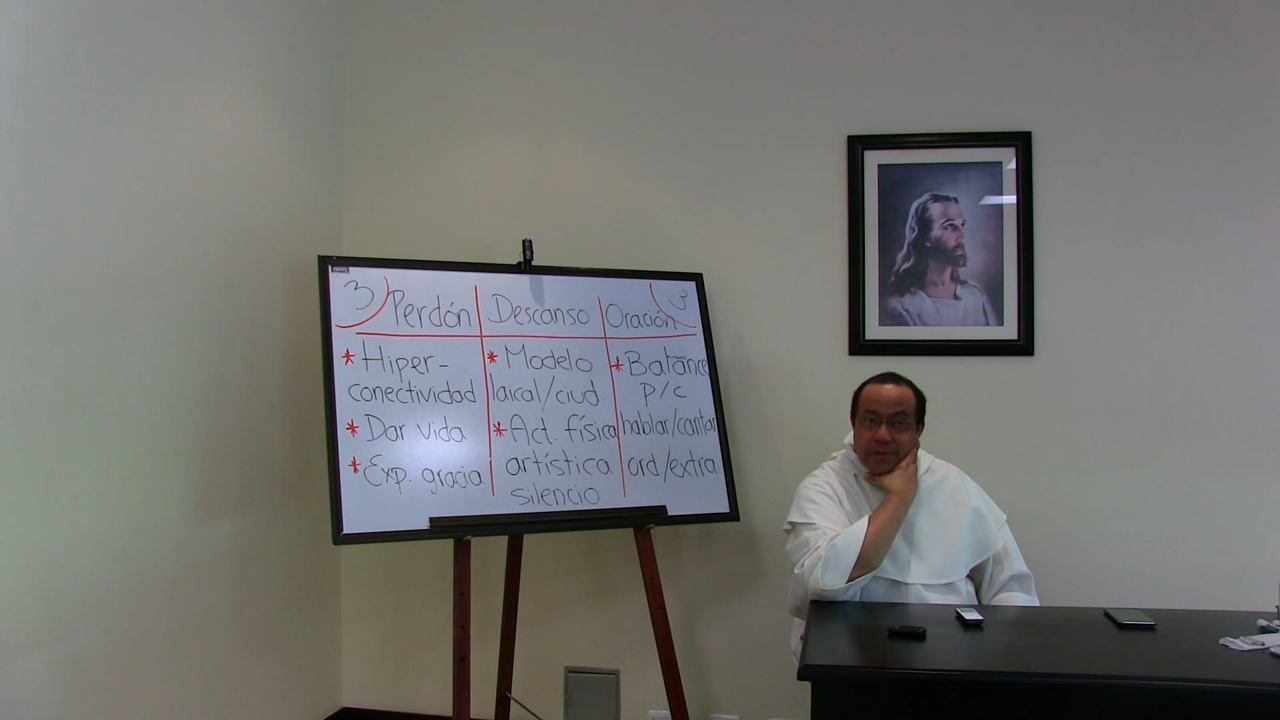 3 Perdón Descanso Oración 3
* Hiper-
conectividad
* Dar vida
* Exp. gracia
* Modelo
laical/ciud.
* Act. física
artística
silencio
* Balance
p/c
hablar/cantar
ord/extra